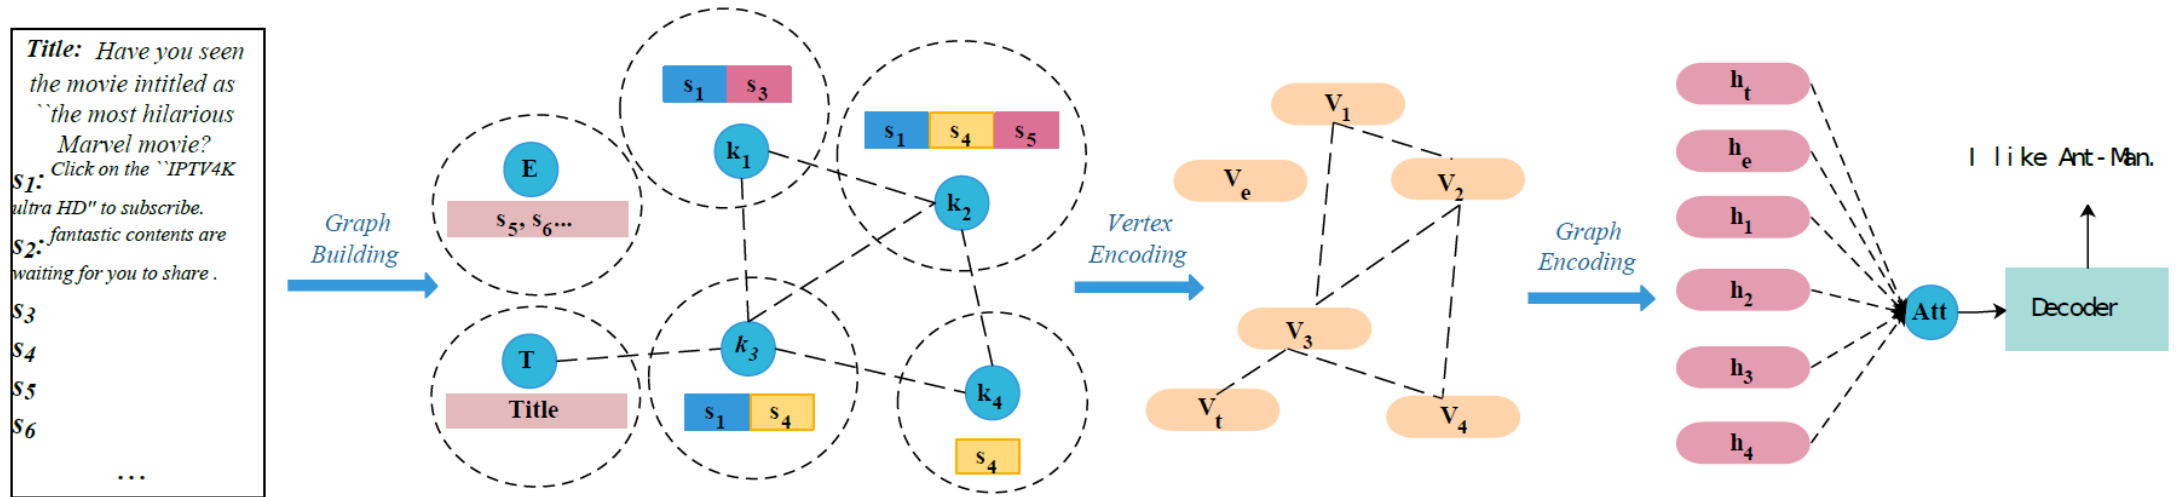 Title: Have you seen
the movie intitled as
``the most hilarious
Marvel movie?
s1: Click on the ``IPTV4K
ultra HD" to subscribe.
s2: fantastic contents are
waiting for you to share .
s3
s4
s5
s6
...
Graph
Building
E
s5, s6...
T
Title
s1 s3
k1
s1 s4 s5
k2
k3
s1 s4
k4
s4
Vertex
Encoding
V1
Ve
V2
V3
Vt
V4
Graph
Encoding
ht
he
h1
h2
h3
h4
Att
Decoder
I like Ant-Man.